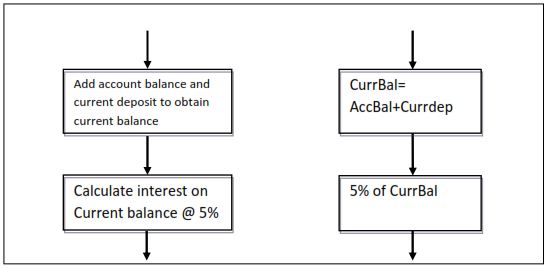 Add account balance and
current deposit to obtain
current balance
CurrBal=
AccBal+Currdep
Calculate interest on
Current balance @ 5%
5% of CurrBal